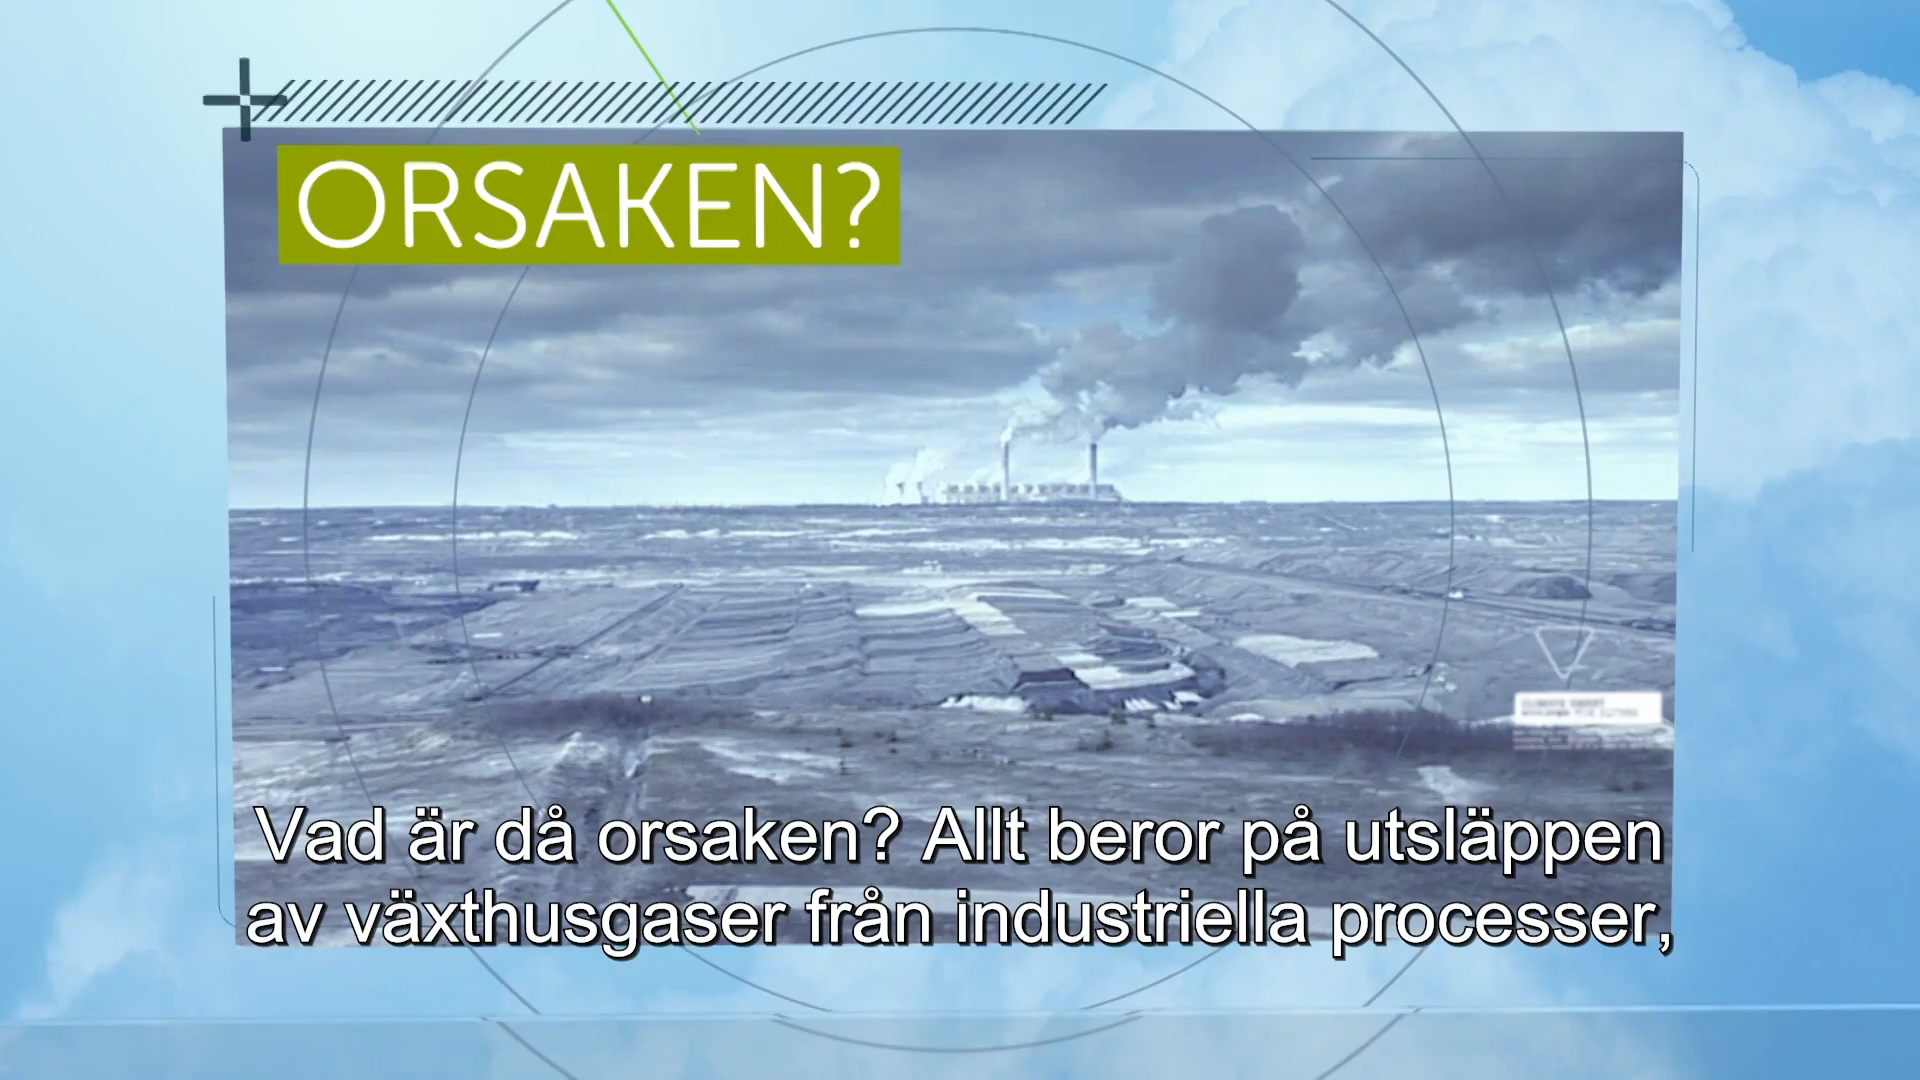 ORSAKEN?
Vad är då orsaken? Allt beror på utsläppen
av växthusgaser från industriella processer,